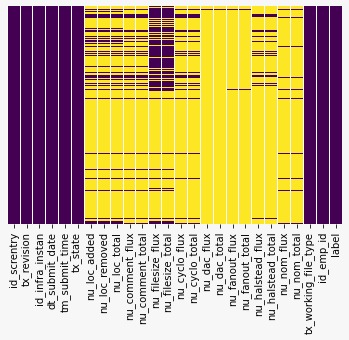 id_screntry
tx_revision
id_infra_instan
dt_submit_date
tm_submit_time
tx_state
nu_loc_added
nu_loc_removed
nu_loc_total
nu_comment_flux
nu_comment_total
nu_filesize_flux
nu_filesize_total
nu_cyclo_flux
nu_cyclo_total
nu_dac_flux
nu_dac_total
nu_fanout_flux
nu_fanout_total
nu_halstead_flux
nu_halstead_total
nu_nom_flux
nu_nom_total
tx_working_file_type
id_emp_id
label